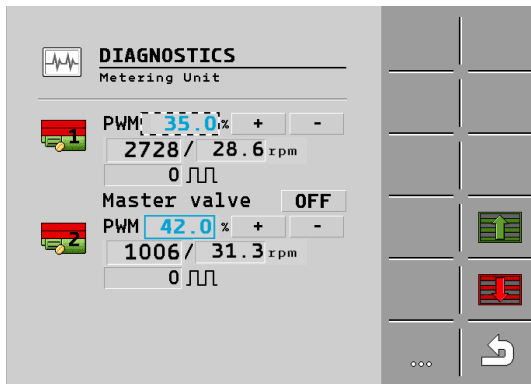 DIAGNOSTICS
Metering Unit
1
PWM 35.0 % + -
2728 / 28.6 rpm
0
Master valve OFF
2
PWM 42.0 % + -
1006 / 31.3 rpm
0
...